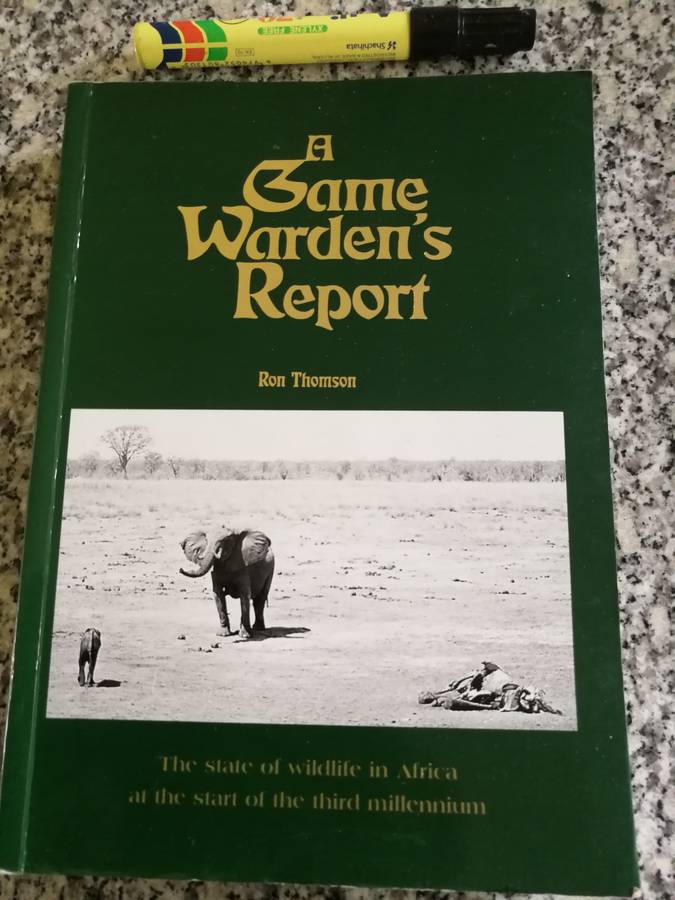 XYLENE FREE
Shachihata
A
Game
Warden's
Report
Ron Thomson
The state of wildlife in Africa
at the start of the third millennium